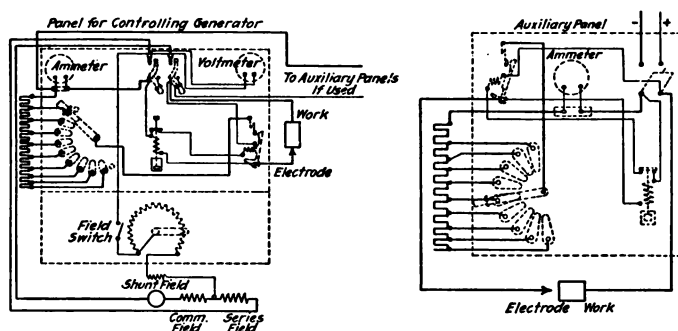 Panel for Controlling Generator
Ammeter
Voltmeter
To Auxiliary Panels
If Used
Work
Electrode
Field
Switch
Shunt Field
Comm.
Field
Series
Field
Auxiliary Panel
- +
Ammeter
Electrode Work